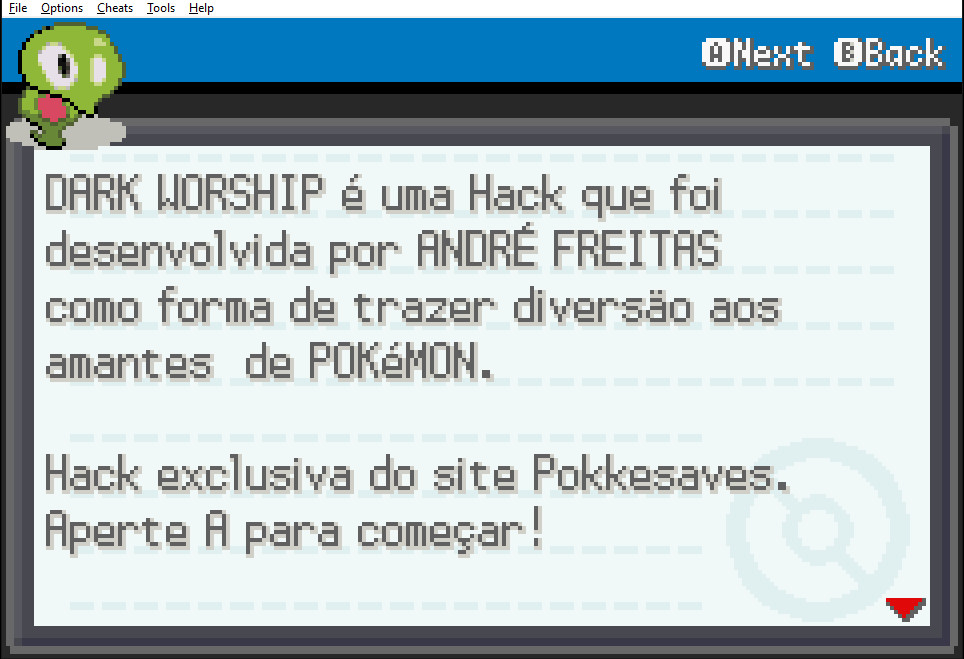 File Options Cheats Tools Help
ANext BBack
DARK WORSHIP é uma Hack que foi
desenvolvida por ANDRÉ FREITAS
como forma de trazer diversäo aos
amantes de POKéMON.
Hack exclusiva do site Pokkesaves.
Aperte A para começar!